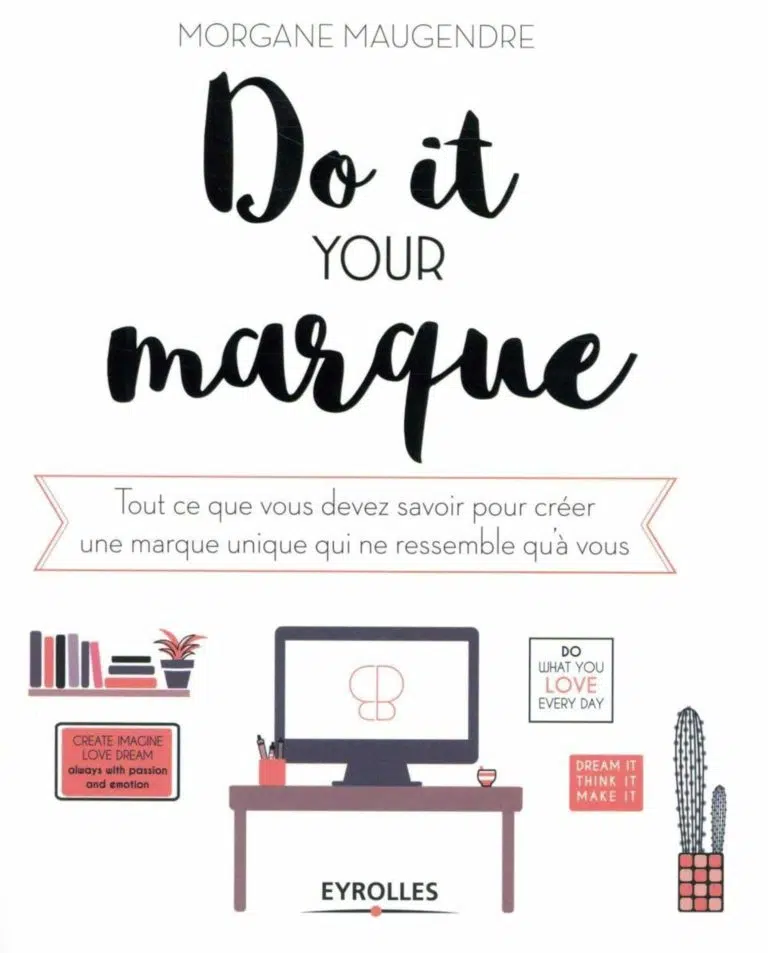 MORGANE MAUGENDRE
Do it
YOUR
marque
Tout ce que vous devez savoir pour créer
une marque unique qui ne ressemble qu'à vous
DO
WHAT YOU
LOVE
EVERY DAY
CREATE IMAGINE
LOVE DREAM
always with passion
and emotion
DREAM IT
THINK IT
MAKE IT
EYROLLES